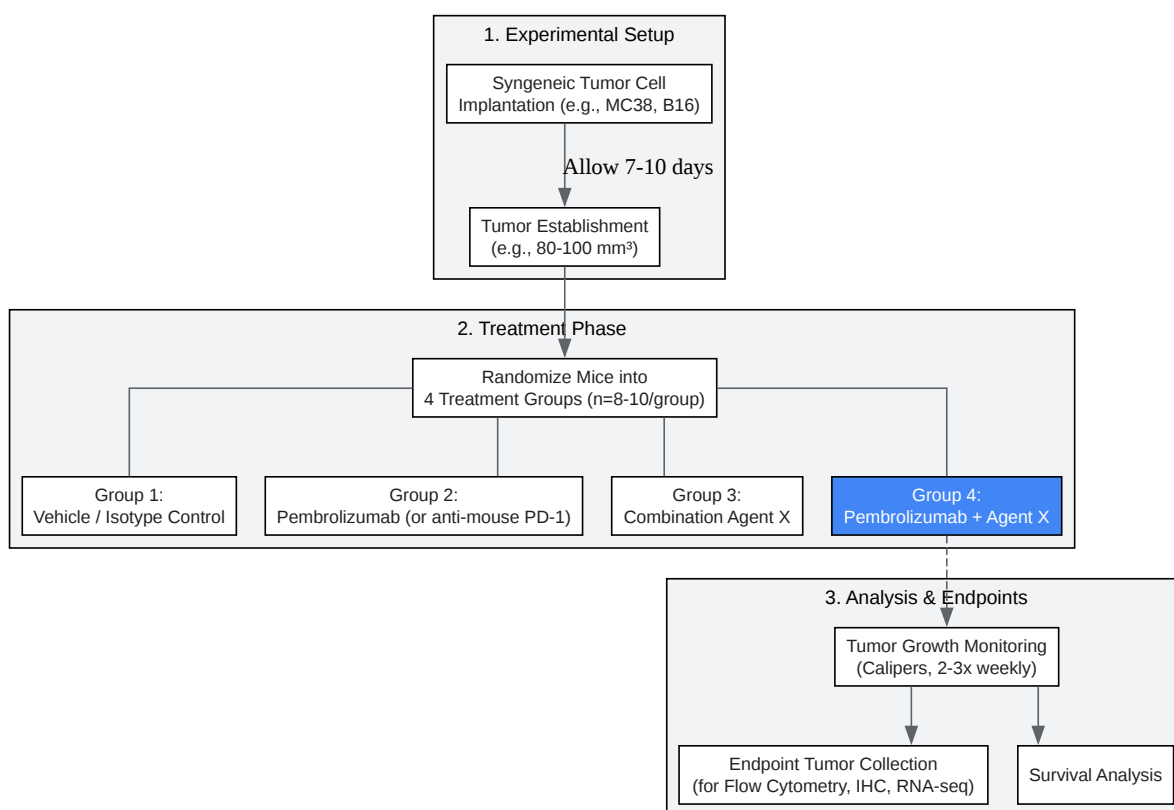 1. Experimental Setup
Syngeneic Tumor Cell
Implantation (e.g., MC38, B16)
Allow 7-10 days
Tumor Establishment
(e.g., 80-100 mm³)
2. Treatment Phase
Randomize Mice into
4 Treatment Groups (n=8-10/group)
Group 1:
Vehicle / Isotype Control
Group 2:
Pembrolizumab (or anti-mouse PD-1)
Group 3:
Combination Agent X
Group 4:
Pembrolizumab + Agent X
3. Analysis & Endpoints
Tumor Growth Monitoring
(Calipers, 2-3x weekly)
Endpoint Tumor Collection
(for Flow Cytometry, IHC, RNA-seq)
Survival Analysis